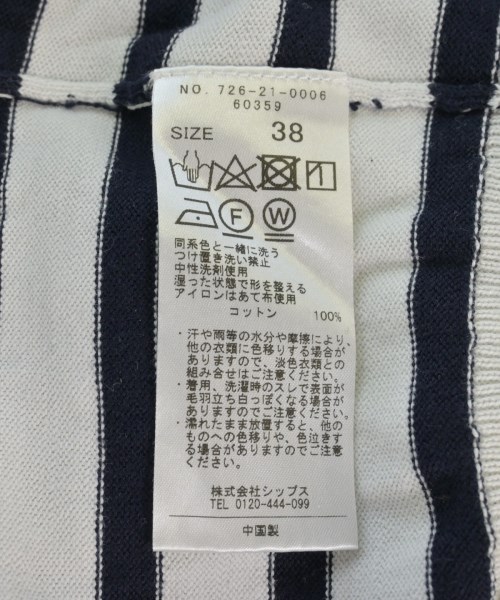 NO. 726-21-0006
60359
SIZE 38
F W
同系色と一緒に洗う
つけ置き洗い禁止
中性洗剤使用
湿った状態で形を整える
アイロンはあて布使用
コットン 100%
・汗や雨等の水分や摩擦により、
他の衣類に色移りする場合が
ありますので、淡色衣類との
組み合せはご注意ください。
・着用、洗濯時のスレで表面が
毛羽立ち白っぽくなる場合が
ありますのでご注意ください。
・濡れたまま放置すると、他の
ものへの色移りや、色泣きす
る場合がありますのでご注意
ください。
株式会社シップス
TEL 0120-444-099
中国製